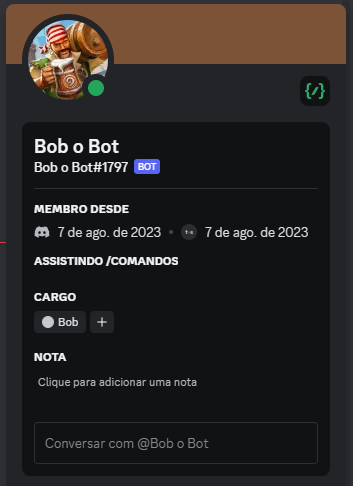 Bob o Bot
Bob o Bot#1797 BOT
MEMBRO DESDE
7 de ago. de 2023 • t-s 7 de ago. de 2023
ASSISTINDO /COMANDOS
CARGO
Bob +
NOTA
Clique para adicionar uma nota
Conversar com @Bob o Bot